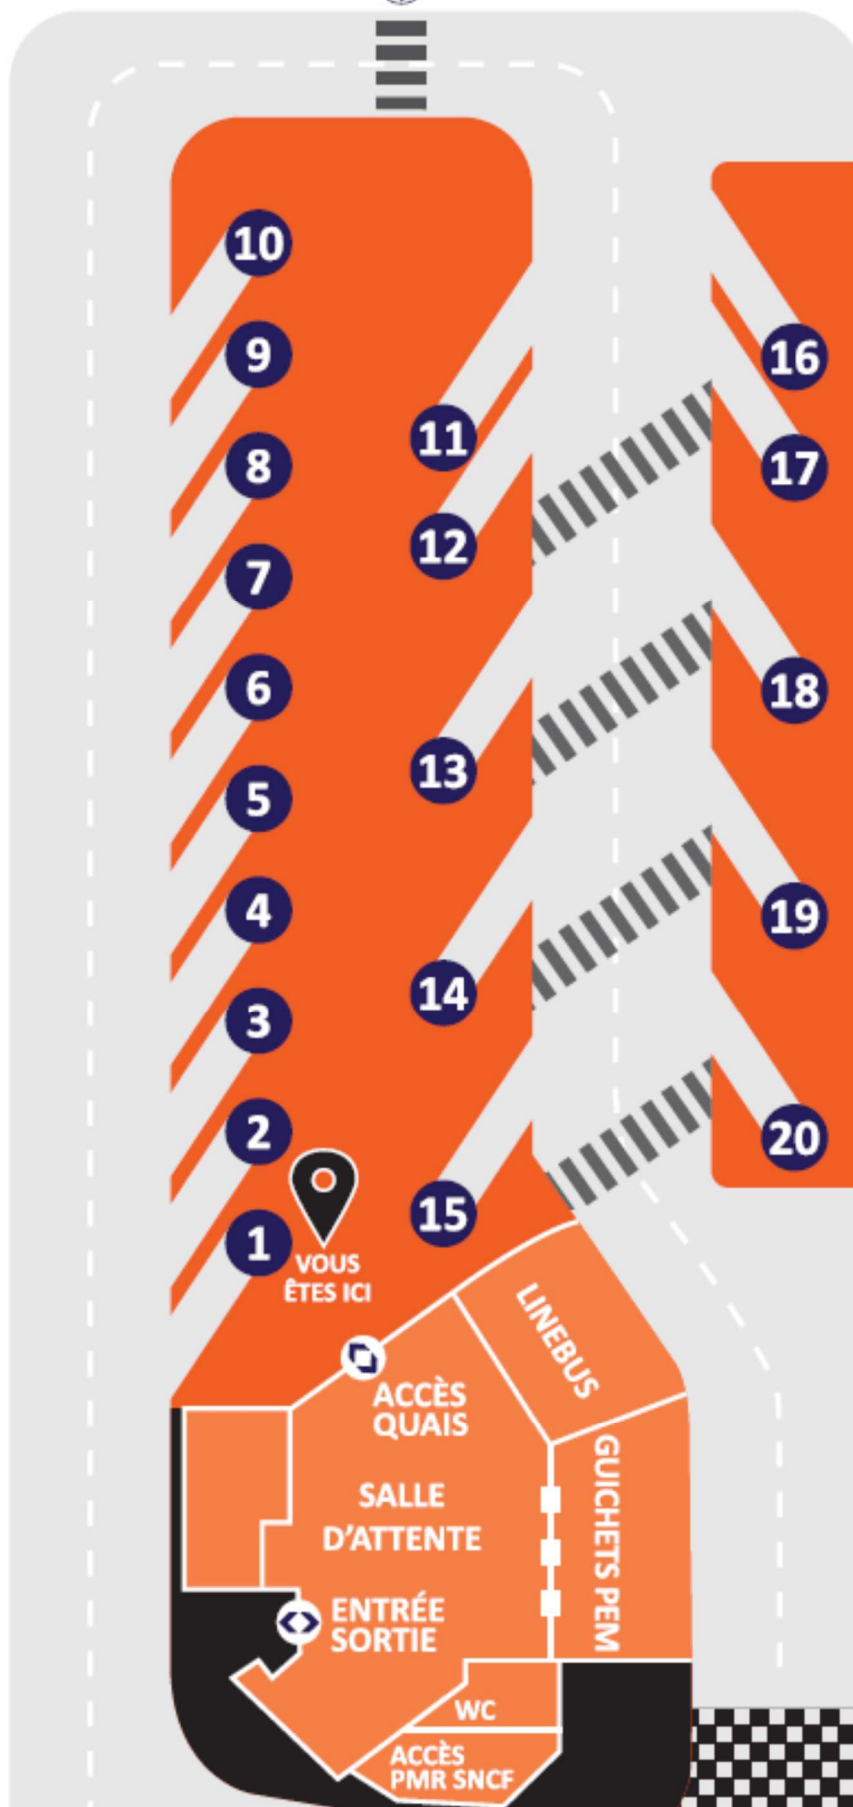 10
9
8
7
6
5
4
3
2
1
11
12
13
14
15
16
17
18
19
20
VOUS
ÊTES ICI
LINEBUS
ACCÈS
QUAIS
SALLE
D'ATTENTE
GUICHETS PEM
ENTRÉE
SORTIE
WC
ACCÈS
PMR SNCF